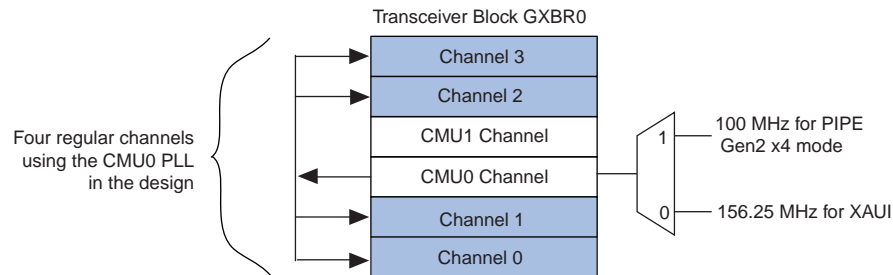 Transceiver Block GXBR0
Channel 3
Channel 2
CMU1 Channel
CMU0 Channel
Channel 1
Channel 0
Four regular channels
using the CMU0 PLL
in the design
1
0
100 MHz for PIPE
Gen2 x4 mode
156.25 MHz for XAUI